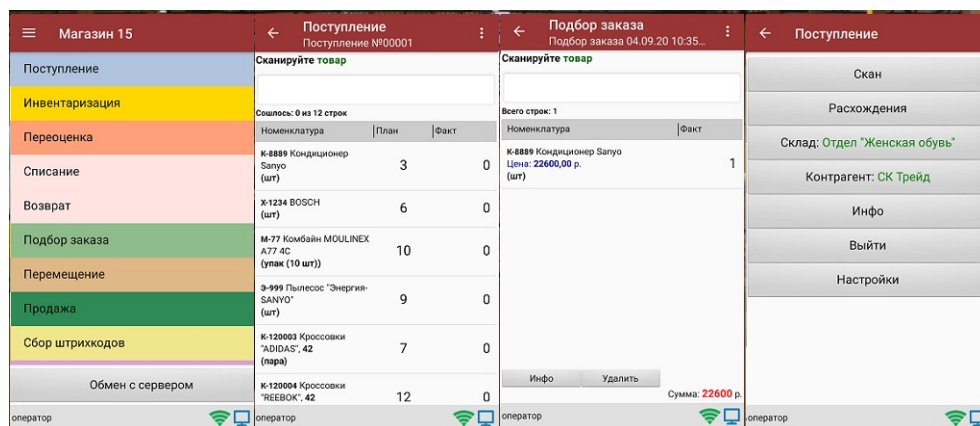 Магазин 15
Поступление
Инвентаризация
Переоценка
Списание
Возврат
Подбор заказа
Перемещение
Продажа
Сбор штрихкодов
Обмен с сервером
оператор
Поступление
Поступление №00001
Сканируйте товар
Сошлось: 0 из 12 строк
Номенклатура План Факт
К-8889 Кондиционер
Sanyo 3 0
(шт)
X-1234 BOSCH
(шт) 6 0
М-77 Комбайн MOULINEX
A77 4C 10 0
(упак (10 шт))
Э-999 Пылесос "Энергия-
SANYO" 9 0
(шт)
К-120003 Кроссовки
"ADIDAS", 42 7 0
(пара)
К-120004 Кроссовки
"REEBOK", 42 12 0
оператор
Подбор заказа
Подбор заказа 04.09.20 10:35...
Сканируйте товар
Всего строк: 1
Номенклатура Факт
К-8889 Кондиционер Sanyo
Цена: 22600,00 р. 1
(шт)
Инфо Удалить
Сумма: 22600 р.
оператор
Поступление
Скан
Расхождения
Склад: Отдел "Женская обувь"
Контрагент: СК Трейд
Инфо
Выйти
Настройки
оператор